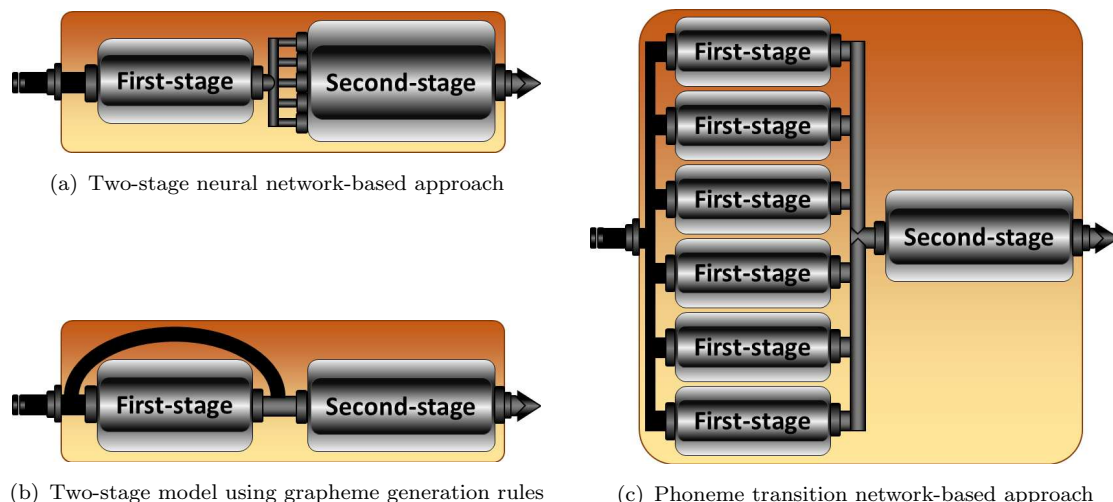 First-stage
Second-stage
(a) Two-stage neural network-based approach
First-stage
Second-stage
(b) Two-stage model using grapheme generation rules
First-stage
First-stage
First-stage
First-stage
First-stage
First-stage
Second-stage
(c) Phoneme transition network-based approach